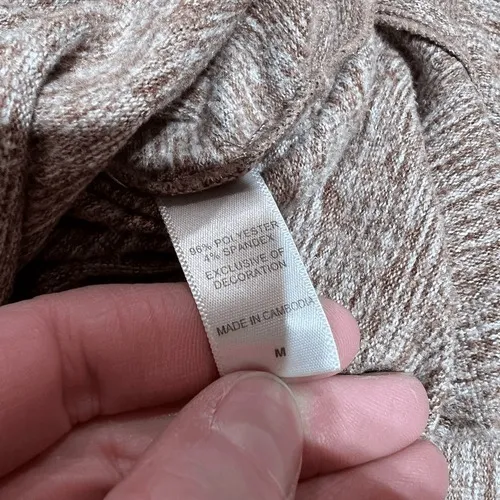 96% POLYESTER
4% SPANDEX
EXCLUSIVE OF
DECORATION
MADE IN CAMBODIA
M